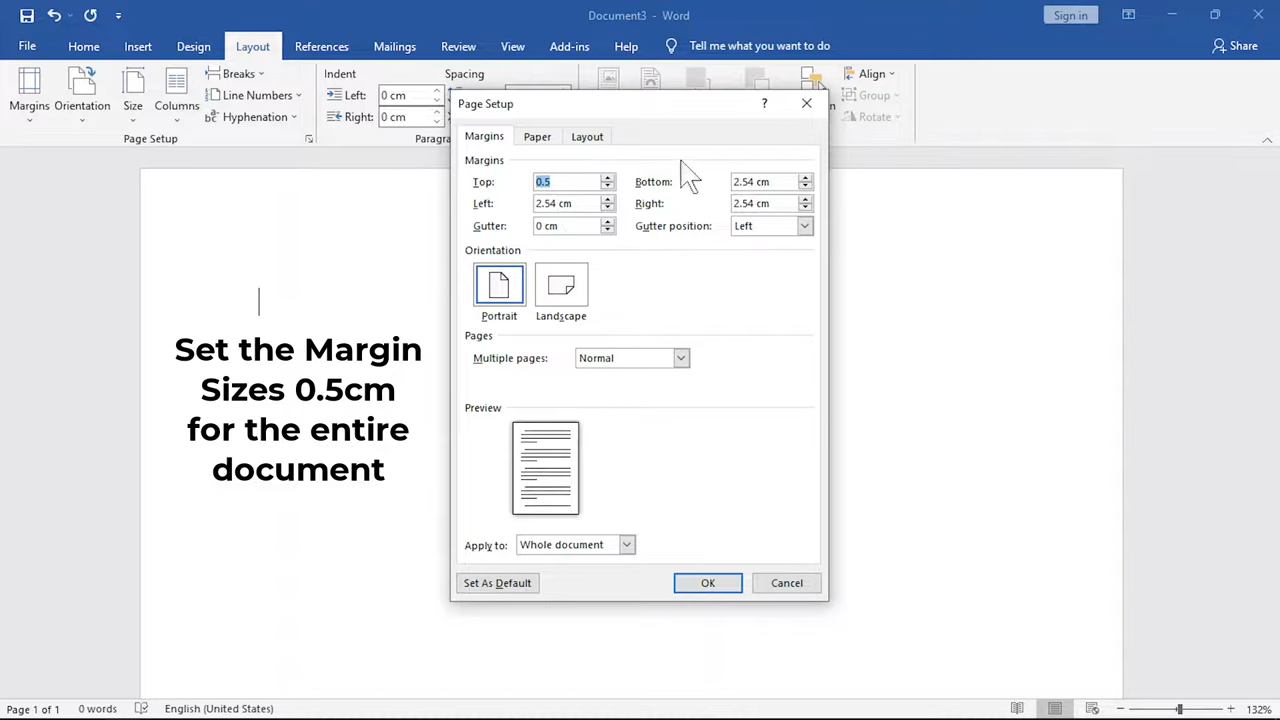 Document3 - Word
Sign in
File Home Insert Design Layout References Mailings Review View Add-ins Help Tell me what you want to do Share
Margins Orientation Size Columns
Breaks
Line Numbers
Hyphenation
Page Setup
Indent
Left: 0 cm
Right: 0 cm
Spacing
Align
Group
Rotate
Page Setup
?
Margins Paper Layout
Margins
Top: 0.5 Bottom: 2.54 cm
Left: 2.54 cm Right: 2.54 cm
Gutter: 0 cm Gutter position: Left
Orientation
Portrait Landscape
Pages
Multiple pages: Normal
Preview
Apply to: Whole document
Set As Default OK Cancel
Set the Margin
Sizes 0.5cm
for the entire
document
Page 1 of 1 0 words English (United States) 132%